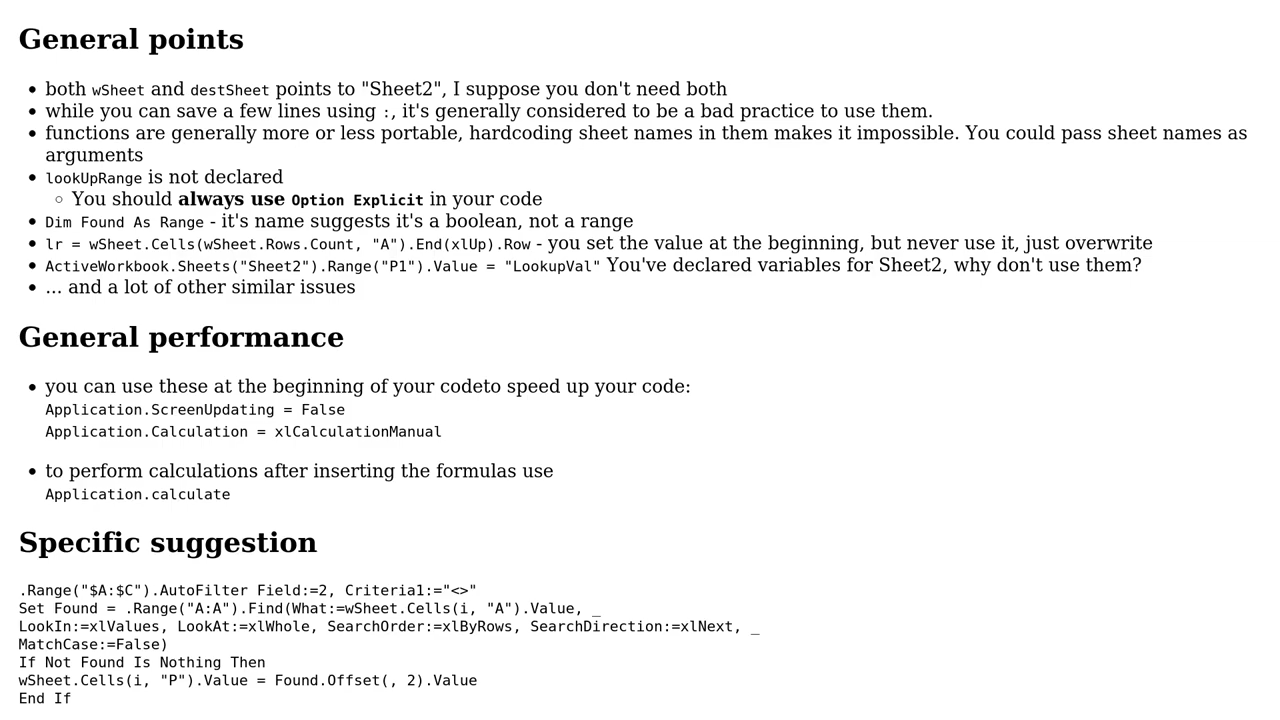 General points
• both wSheet and destSheet points to "Sheet2", I suppose you don't need both
• while you can save a few lines using :, it's generally considered to be a bad practice to use them.
• functions are generally more or less portable, hardcoding sheet names in them makes it impossible. You could pass sheet names as
arguments
• lookUpRange is not declared
◦ You should always use Option Explicit in your code
• Dim Found As Range - it's name suggests it's a boolean, not a range
• lr = wSheet.Cells(wSheet.Rows.Count, "A").End(xlUp).Row - you set the value at the beginning, but never use it, just overwrite
• ActiveWorkbook.Sheets("Sheet2").Range("P1").Value = "LookupVal" You've declared variables for Sheet2, why don't use them?
• ... and a lot of other similar issues
General performance
• you can use these at the beginning of your codeto speed up your code:
Application.ScreenUpdating = False
Application.Calculation = xlCalculationManual
• to perform calculations after inserting the formulas use
Application.calculate
Specific suggestion
.Range("$A:$C").AutoFilter Field:=2, Criteria1:="<>"
Set Found = .Range("A:A").Find(What:=wSheet.Cells(i, "A").Value, _
LookIn:=xlValues, LookAt:=xlWhole, SearchOrder:=xlByRows, SearchDirection:=xlNext, _
MatchCase:=False)
If Not Found Is Nothing Then
wSheet.Cells(i, "P").Value = Found.Offset(, 2).Value
End If